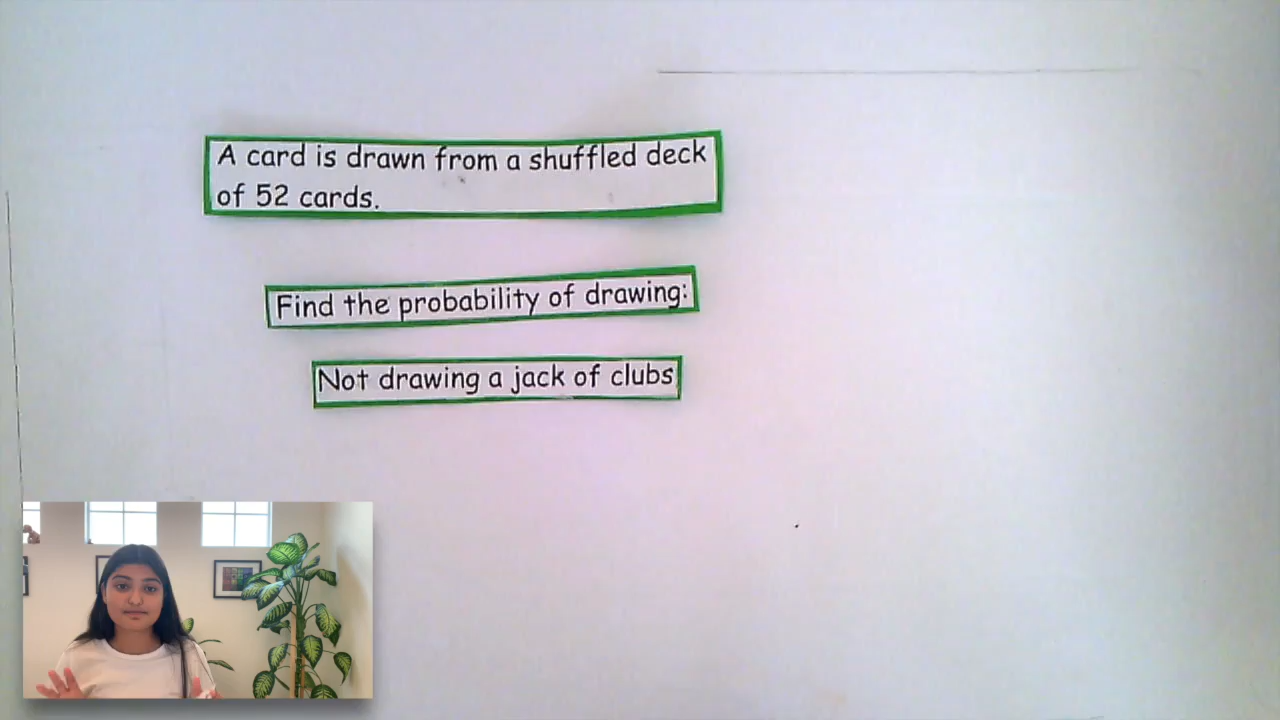 A card is drawn from a shuffled deck
of 52 cards.
Find the probability of drawing:
Not drawing a jack of clubs